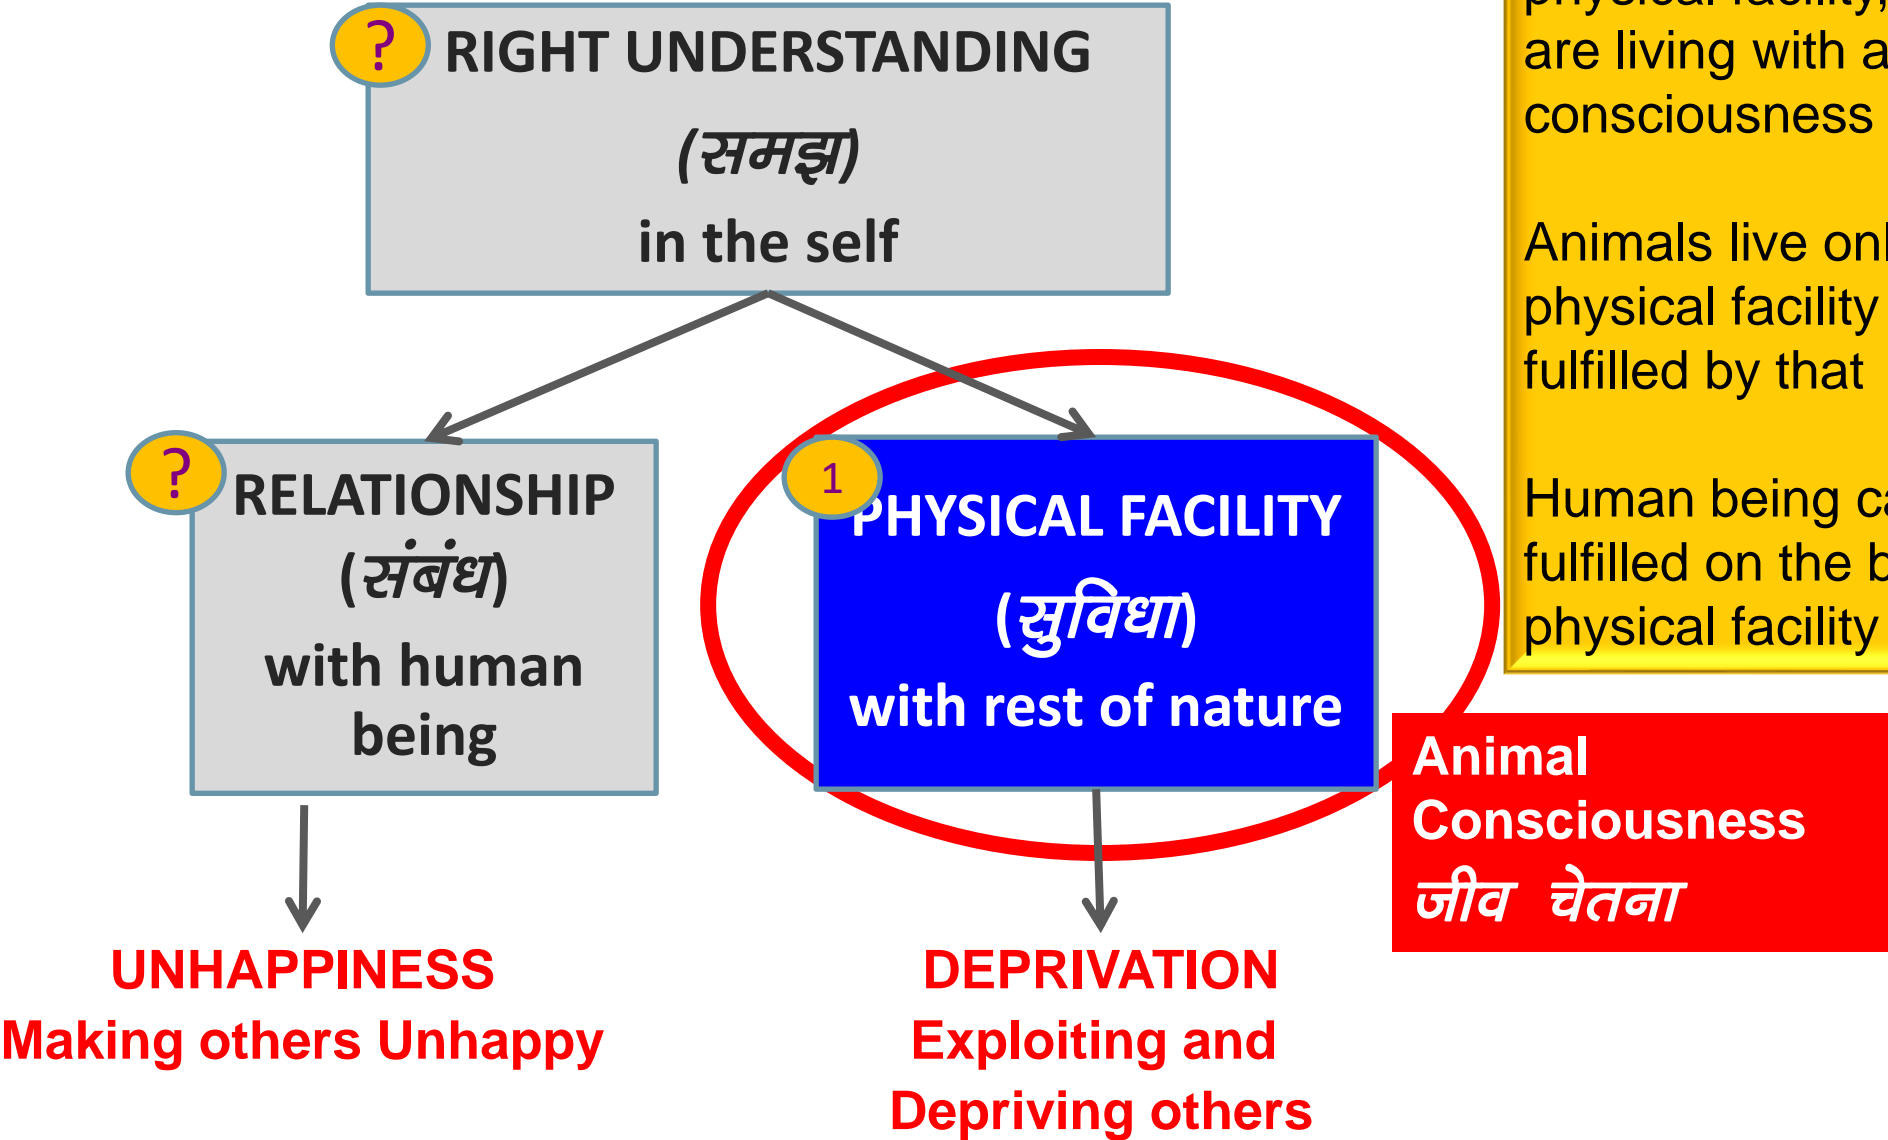 ?
RIGHT UNDERSTANDING
(समझ)
in the self
?
RELATIONSHIP
(संबंध)
with human
being
1
PHYSICAL FACILITY
(सुविधा)
with rest of nature
UNHAPPINESS
Making others Unhappy
DEPRIVATION
Exploiting and
Depriving others
physical facility,
are living with
consciousness
Animals live
physical facility
fulfilled by that
Human being
fulfilled on the
physical facility
Animal
Consciousness
जीव चेतना